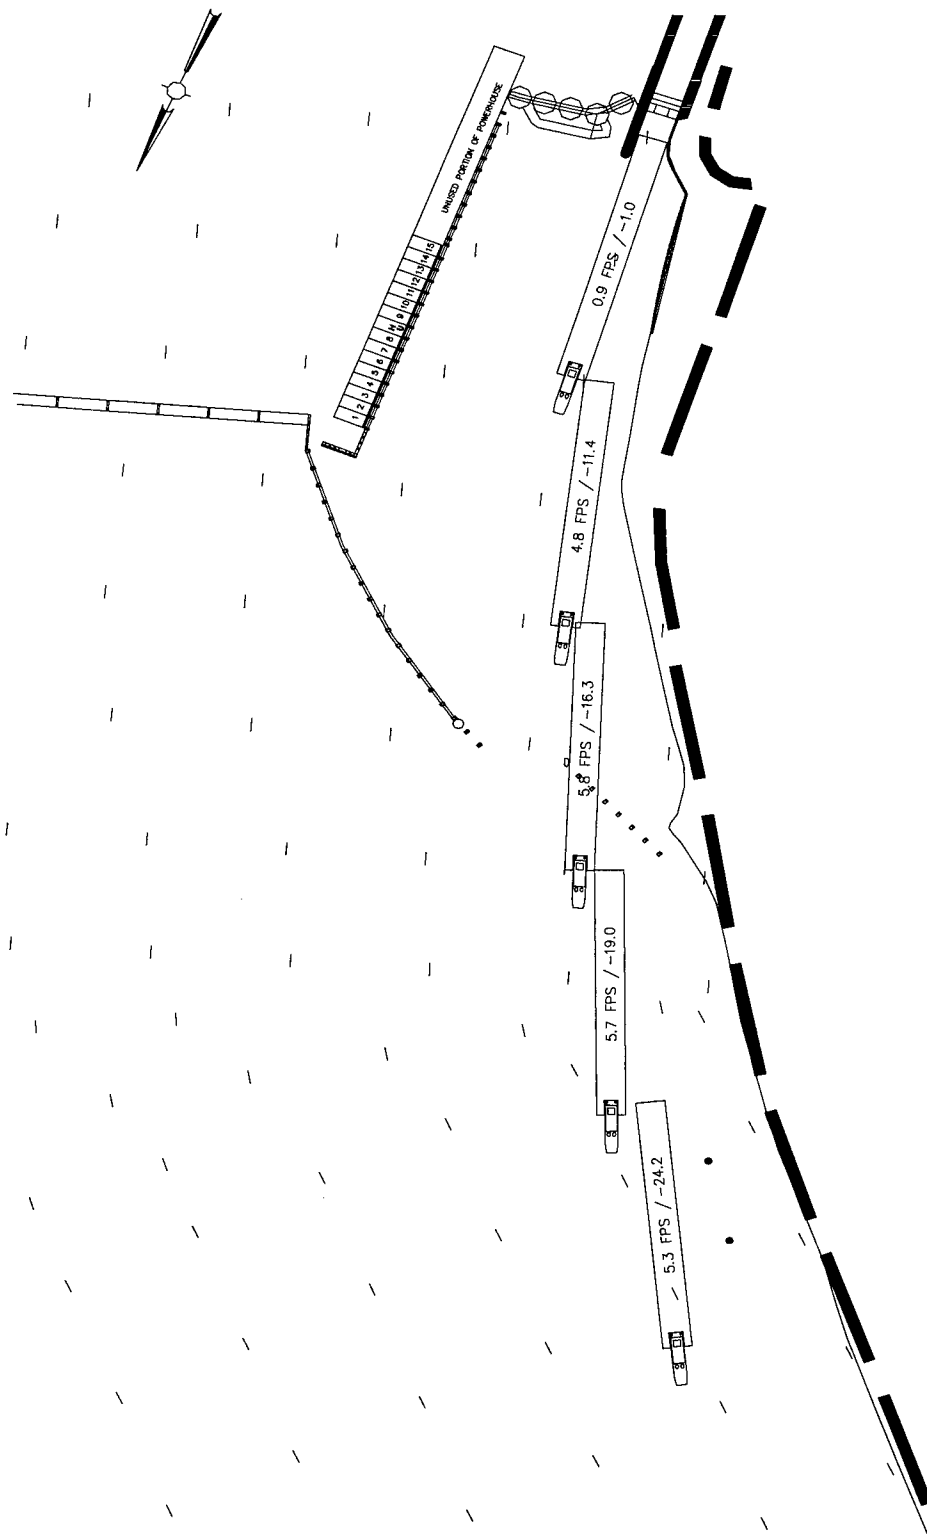 UNUSED PORTION OF POWERHOUSE
1 2 3 4 5 6 7 8 H U 9 10 11 12 13 14 15
0.9 FPS /-1.0
4.8 FPS /-11.4
5.8 FPS /-16.3
5.7 FPS /-19.0
5.3 FPS /-24.2